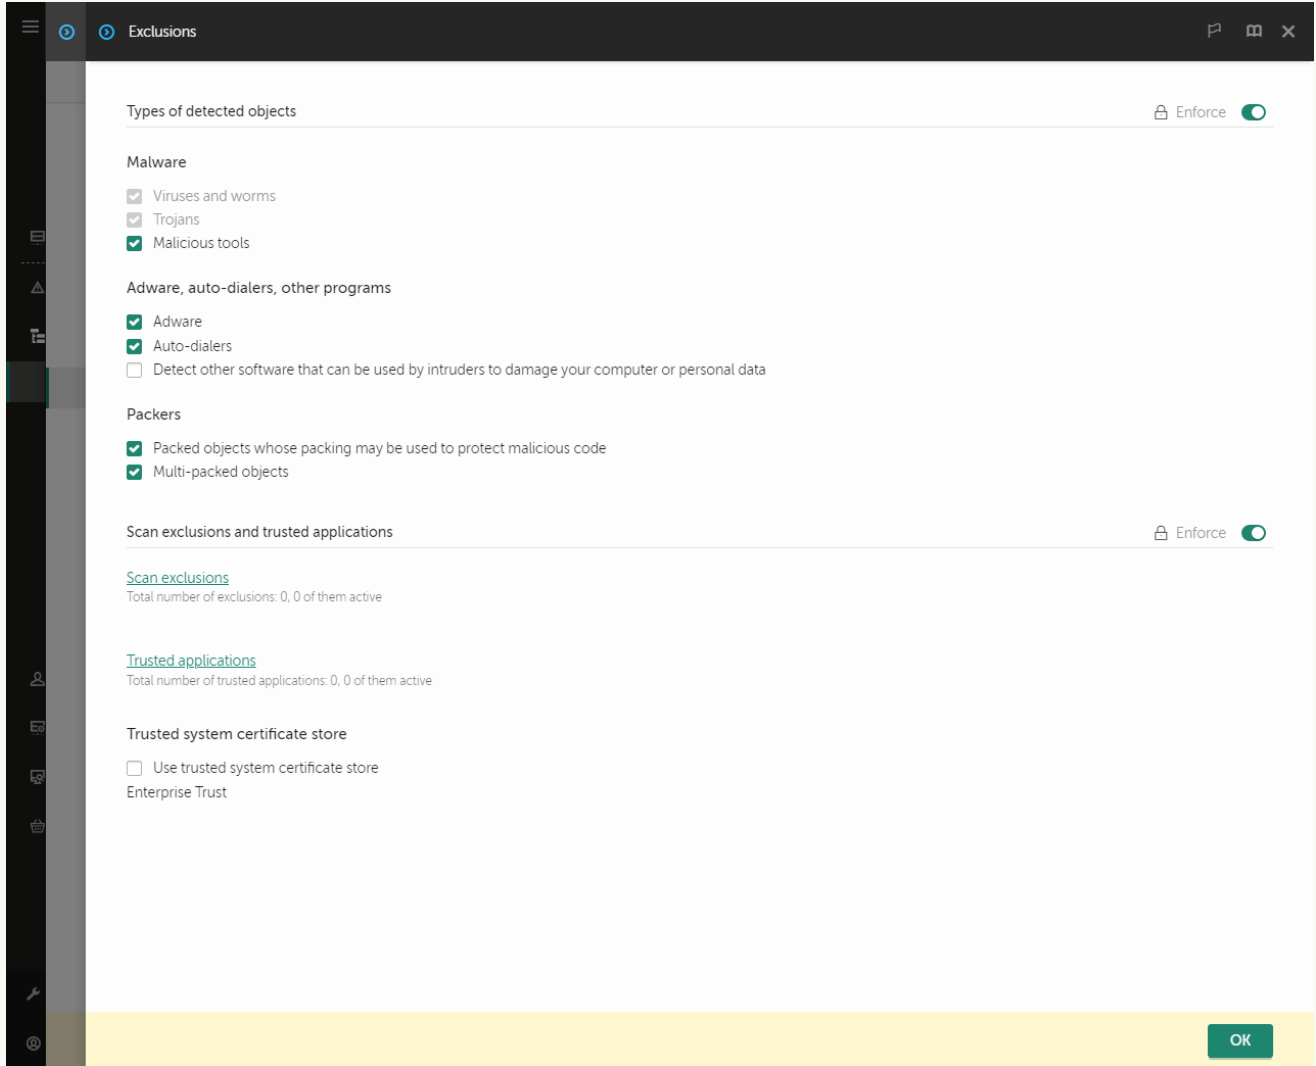 Exclusions
Types of detected objects
Enforce
Malware
Viruses and worms
Trojans
Malicious tools
Adware, auto-dialers, other programs
Adware
Auto-dialers
Detect other software that can be used by intruders to damage your computer or personal data
Packers
Packed objects whose packing may be used to protect malicious code
Multi-packed objects
Scan exclusions and trusted applications
Enforce
Scan exclusions
Total number of exclusions: 0, 0 of them active
Trusted applications
Total number of trusted applications: 0, 0 of them active
Trusted system certificate store
Use trusted system certificate store
Enterprise Trust
OK